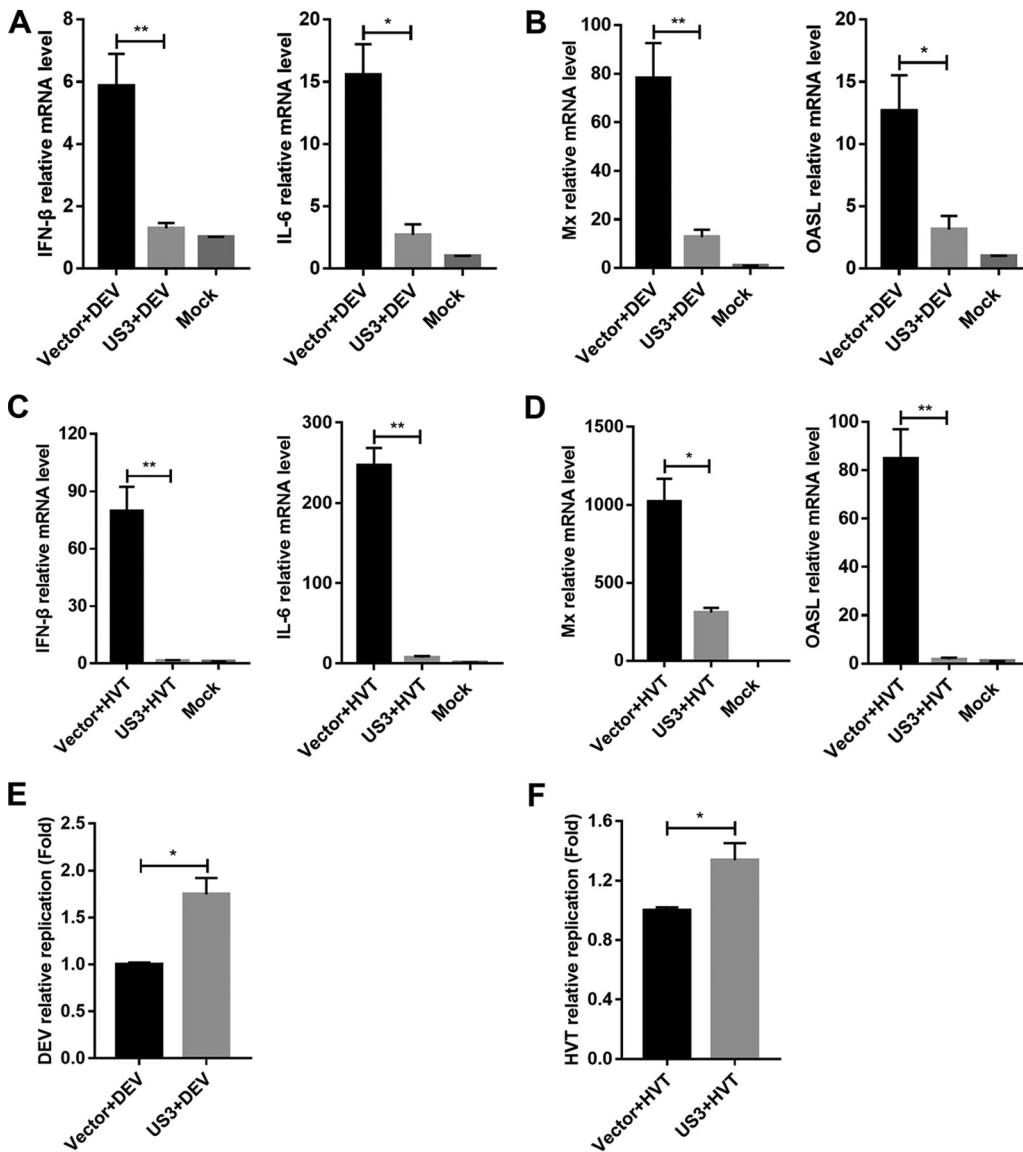 A
IFN-β relative mRNA level
8
6
4
2
0
**
Vector+DEV
US3+DEV
Mock
IL-6 relative mRNA level
20
15
10
5
0
*
Vector+DEV
US3+DEV
Mock
B
Mx relative mRNA level
100
80
60
40
20
0
**
Vector+DEV
US3+DEV
Mock
OASL relative mRNA level
20
15
10
5
0
*
Vector+DEV
US3+DEV
Mock
C
IFN-β relative mRNA level
120
90
60
30
0
**
Vector+HVT
US3+HVT
Mock
IL-6 relative mRNA level
300
200
100
0
**
Vector+HVT
US3+HVT
Mock
D
Mx relative mRNA level
1500
1000
500
0
*
Vector+HVT
US3+HVT
Mock
OASL relative mRNA level
100
80
60
40
20
0
**
Vector+HVT
US3+HVT
Mock
E
DEV relative replication (Fold)
2.5
2.0
1.5
1.0
0.5
0.0
*
Vector+DEV
US3+DEV
F
HVT relative replication (Fold)
1.6
1.2
0.8
0.4
0.0
*
Vector+HVT
US3+HVT